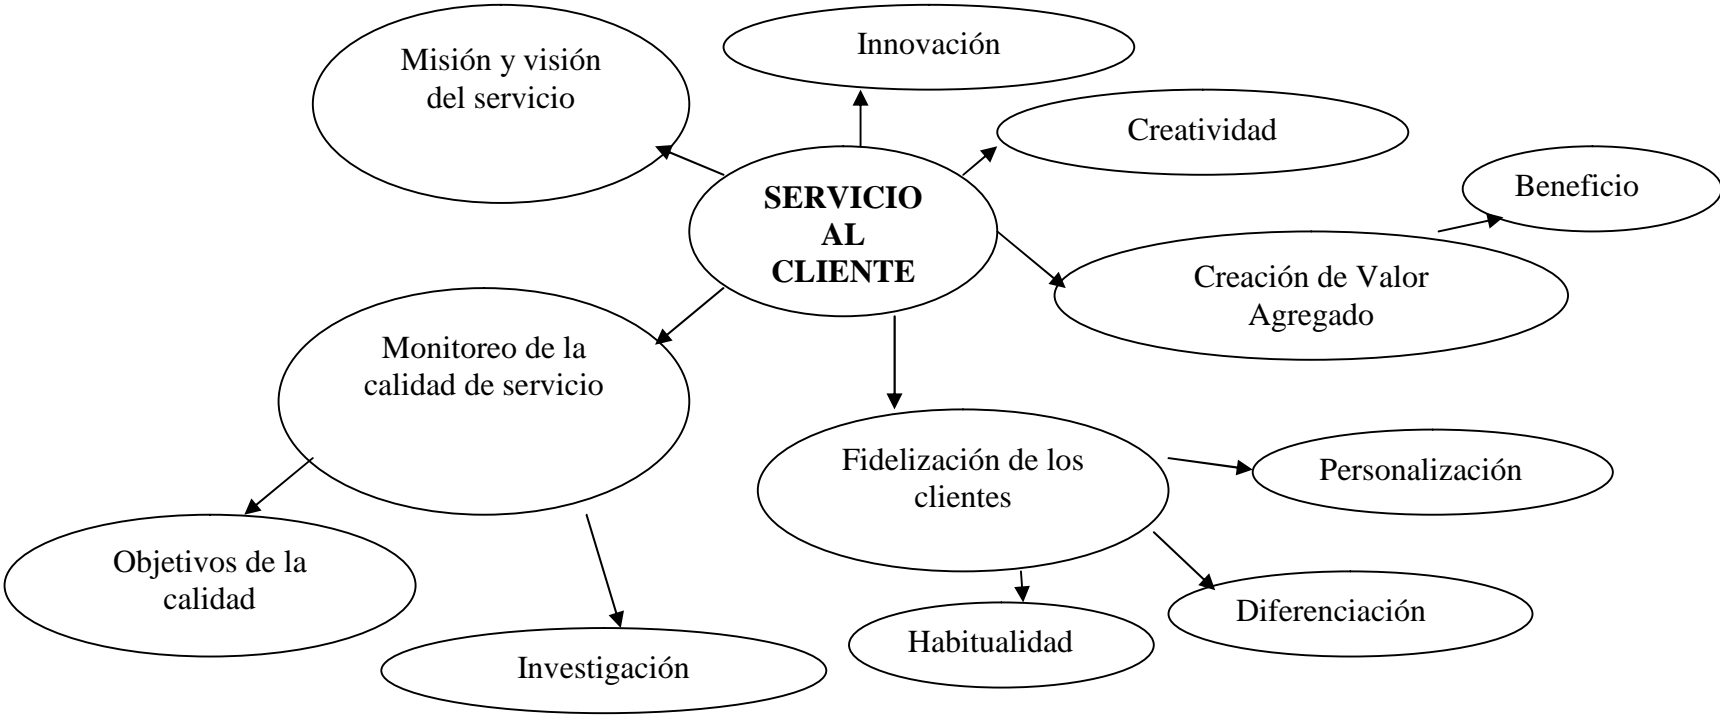 Misión y visión
del servicio
Innovación
Creatividad
Beneficio
SERVICIO
AL
CLIENTE
Creación de Valor
Agregado
Monitoreo de la
calidad de servicio
Fidelización de los
clientes
Personalización
Objetivos de la
calidad
Diferenciación
Habitualidad
Investigación